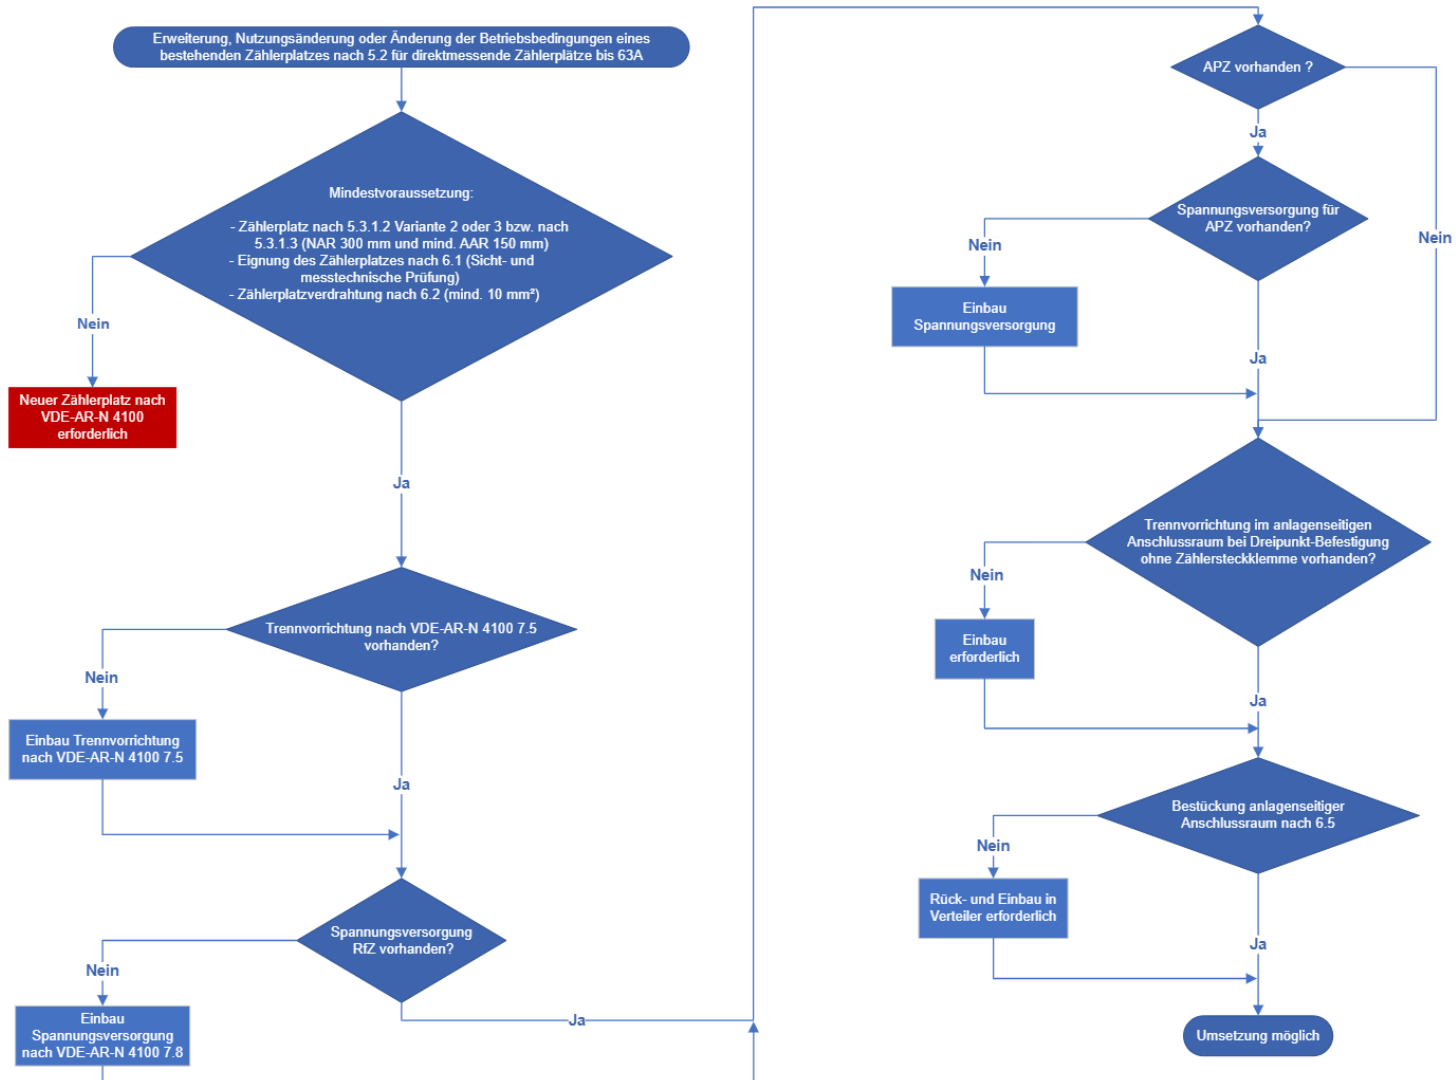 Erweiterung, Nutzungsänderung oder Änderung der Betriebsbedingungen eines
bestehenden Zählerplatzes nach 5.2 für direktmessende Zählerplätze bis 63A
Mindestvoraussetzung:
- Zählerplatz nach 5.3.1.2 Variante 2 oder 3 bzw. nach
5.3.1.3 (NAR 300 mm und mind. AAR 150 mm)
- Eignung des Zählerplatzes nach 6.1 (Sicht- und
messtechnische Prüfung)
- Zählerplatzverdrahtung nach 6.2 (mind. 10 mm²)
Nein
Neuer Zählerplatz nach
VDE-AR-N 4100
erforderlich
Ja
Trennvorrichtung nach VDE-AR-N 4100 7.5
vorhanden?
Nein
Einbau Trennvorrichtung
nach VDE-AR-N 4100 7.5
Ja
Spannungsversorgung
RfZ vorhanden?
Nein
Einbau
Spannungsversorgung
nach VDE-AR-N 4100 7.8
Ja
APZ vorhanden ?
Ja
Nein
Spannungsversorgung für
APZ vorhanden?
Nein
Einbau
Spannungsversorgung
Ja
Trennvorrichtung im anlagenseitigen
Anschlussraum bei Dreipunkt-Befestigung
ohne Zählersteckklemme vorhanden?
Nein
Einbau
erforderlich
Ja
Bestückung anlagenseitiger
Anschlussraum nach 6.5
Nein
Rück- und Einbau in
Verteiler erforderlich
Ja
Umsetzung möglich